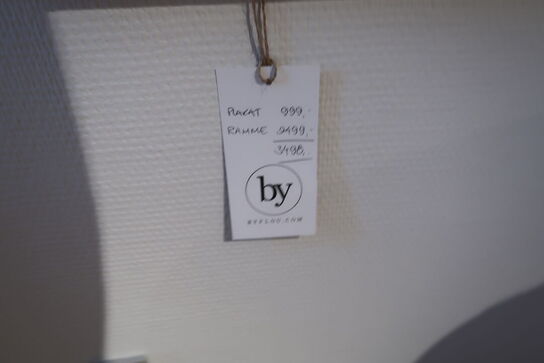 PLAKAT 999,-
RAMME 2499,-
3498,-
by